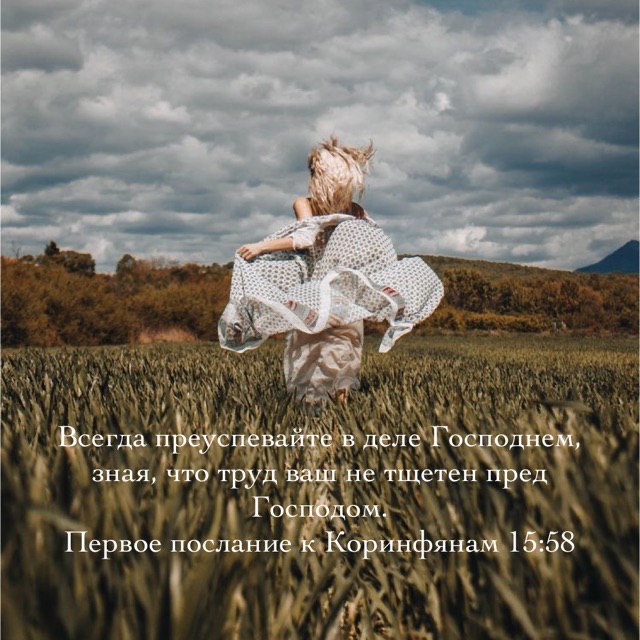 Всегда преуспевайте в деле Господнем,
зная, что труд ваш не тщетен пред
Господом.
Первое послание к Коринфянам 15:58